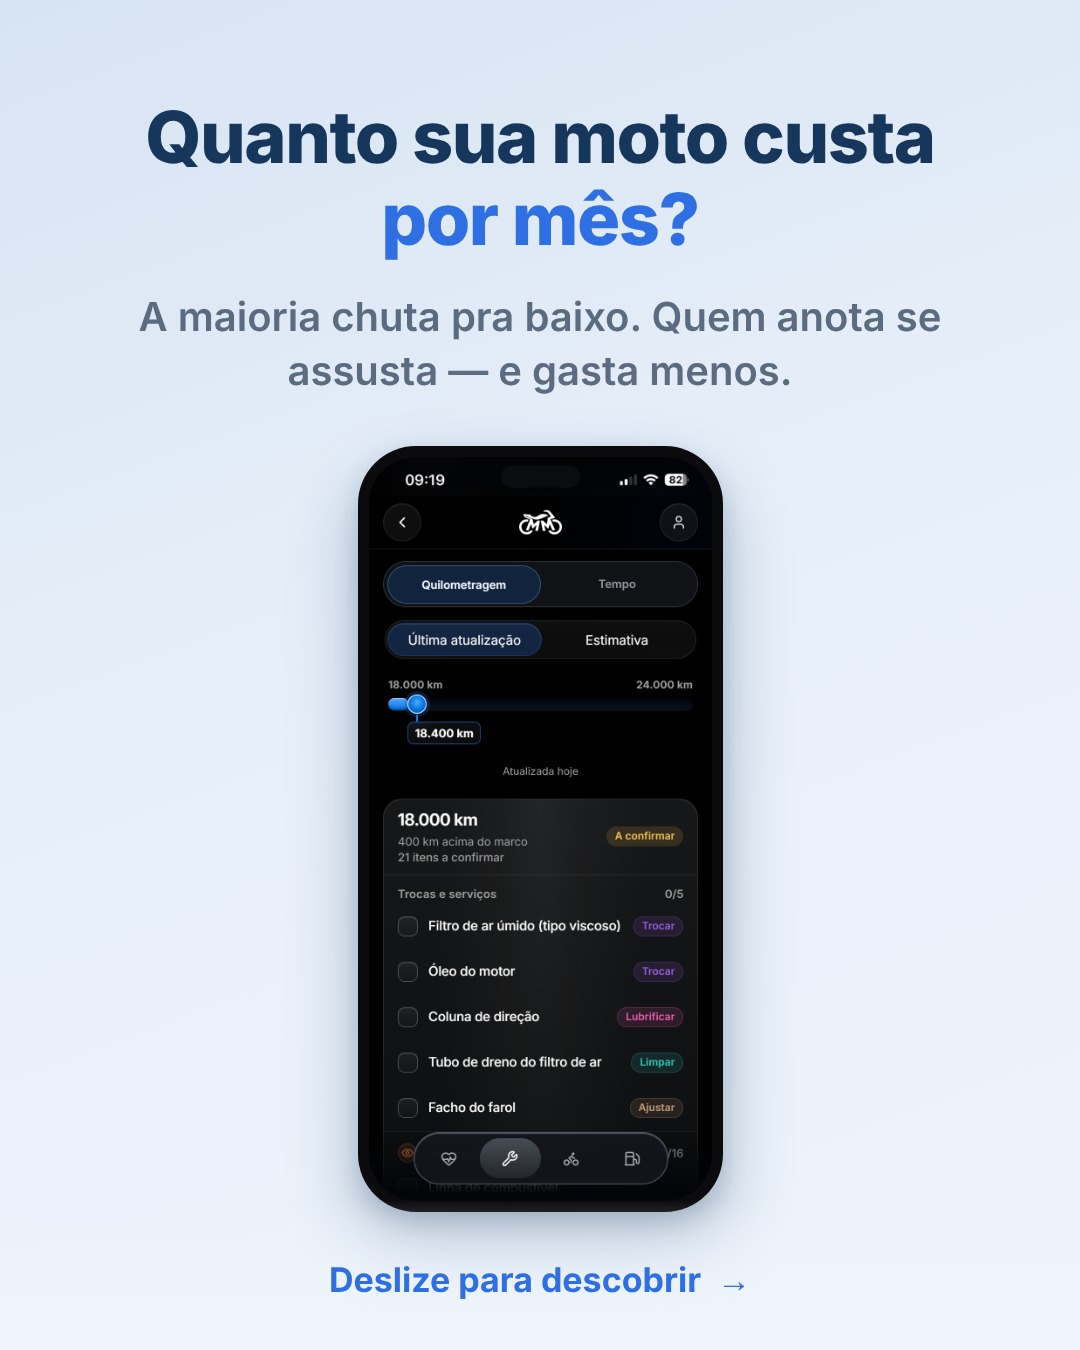 Quanto sua moto custa
por mês?
A maioria chuta pra baixo. Quem anota se
assusta — e gasta menos.
09:19
82
MM
Quilometragem
Tempo
Última atualização
Estimativa
18.000 km
24.000 km
18.400 km
Atualizada hoje
18.000 km
A confirmar
400 km acima do marco
21 itens a confirmar
Trocas e serviços
0/5
Filtro de ar úmido (tipo viscoso)
Trocar
Óleo do motor
Trocar
Coluna de direção
Lubrificar
Tubo de dreno do filtro de ar
Limpar
Facho do farol
Ajustar
/16
Linha de combustível
Deslize para descobrir →